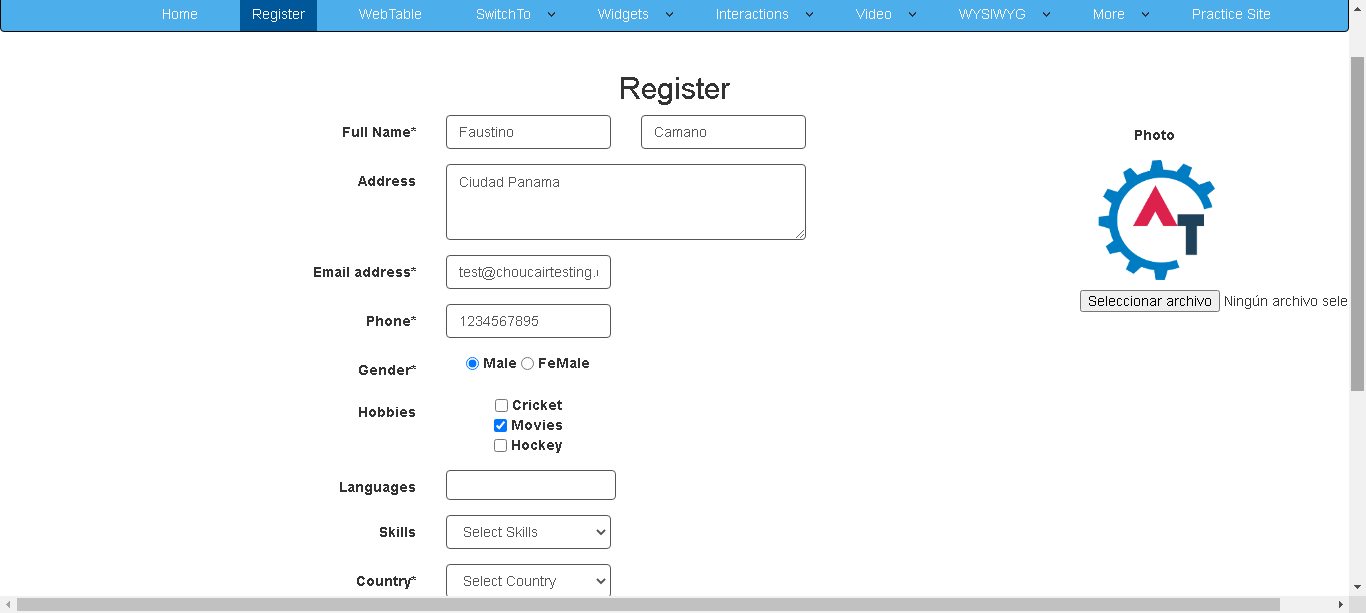 Home Register WebTable SwitchTo Widgets Interactions Video WYSIWYG More Practice Site
Register
Full Name* Faustino Camano
Photo
Address Ciudad Panama
AT
Email address* test@choucairtesting.
Seleccionar archivo Ningún archivo sele
Phone* 1234567895
Gender* Male FeMale
Hobbies Cricket
Movies
Hockey
Languages
Skills Select Skills
Country* Select Country